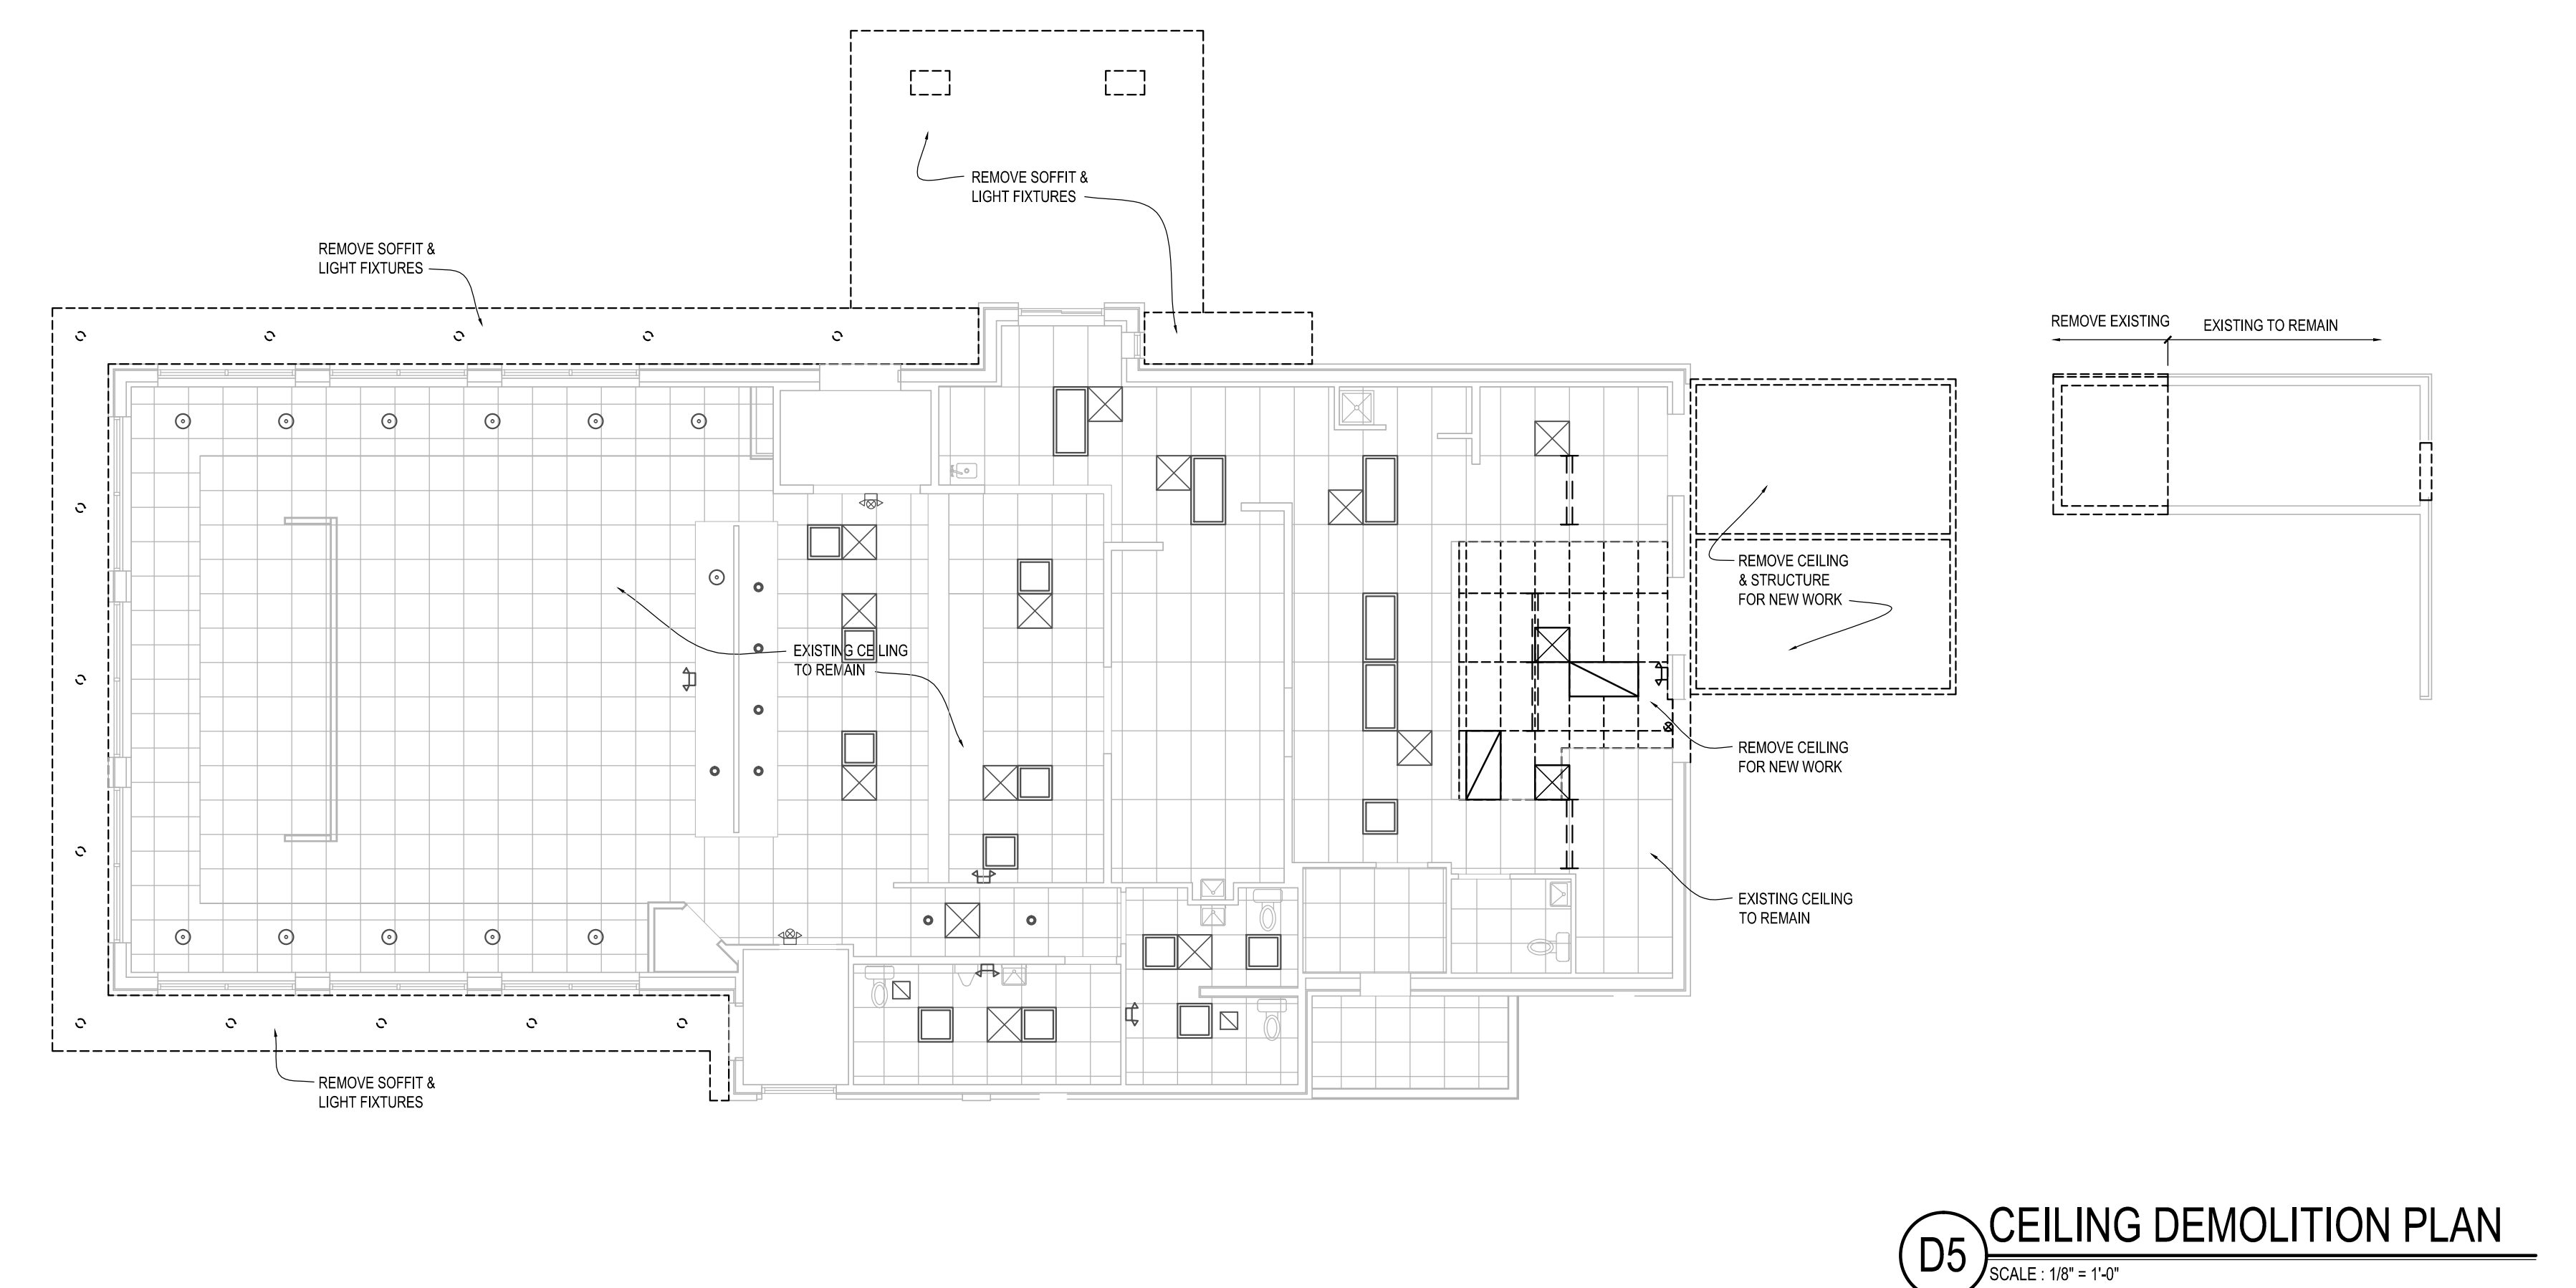 REMOVE SOFFIT &
LIGHT FIXTURES
REMOVE SOFFIT &
LIGHT FIXTURES
REMOVE EXISTING
EXISTING TO REMAIN
REMOVE CEILING
& STRUCTURE
FOR NEW WORK
EXISTING CEILING
TO REMAIN
REMOVE CEILING
FOR NEW WORK
EXISTING CEILING
TO REMAIN
REMOVE SOFFIT &
LIGHT FIXTURES
D5
CEILING DEMOLITION PLAN
SCALE : 1/8" = 1'-0"